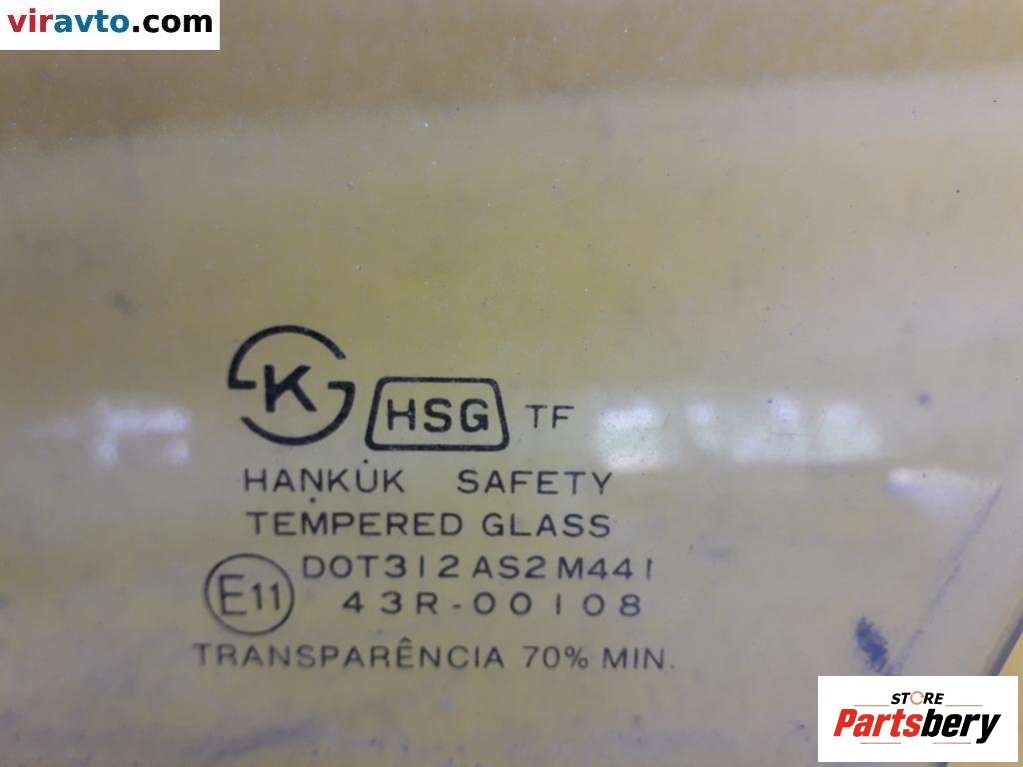 viravto.com
K HSG TF
HANKUK SAFETY
TEMPERED GLASS
DOT312 AS2 M441
E11 43R-00108
TRANSPARÊNCIA 70% MIN.
STORE
Partsbery